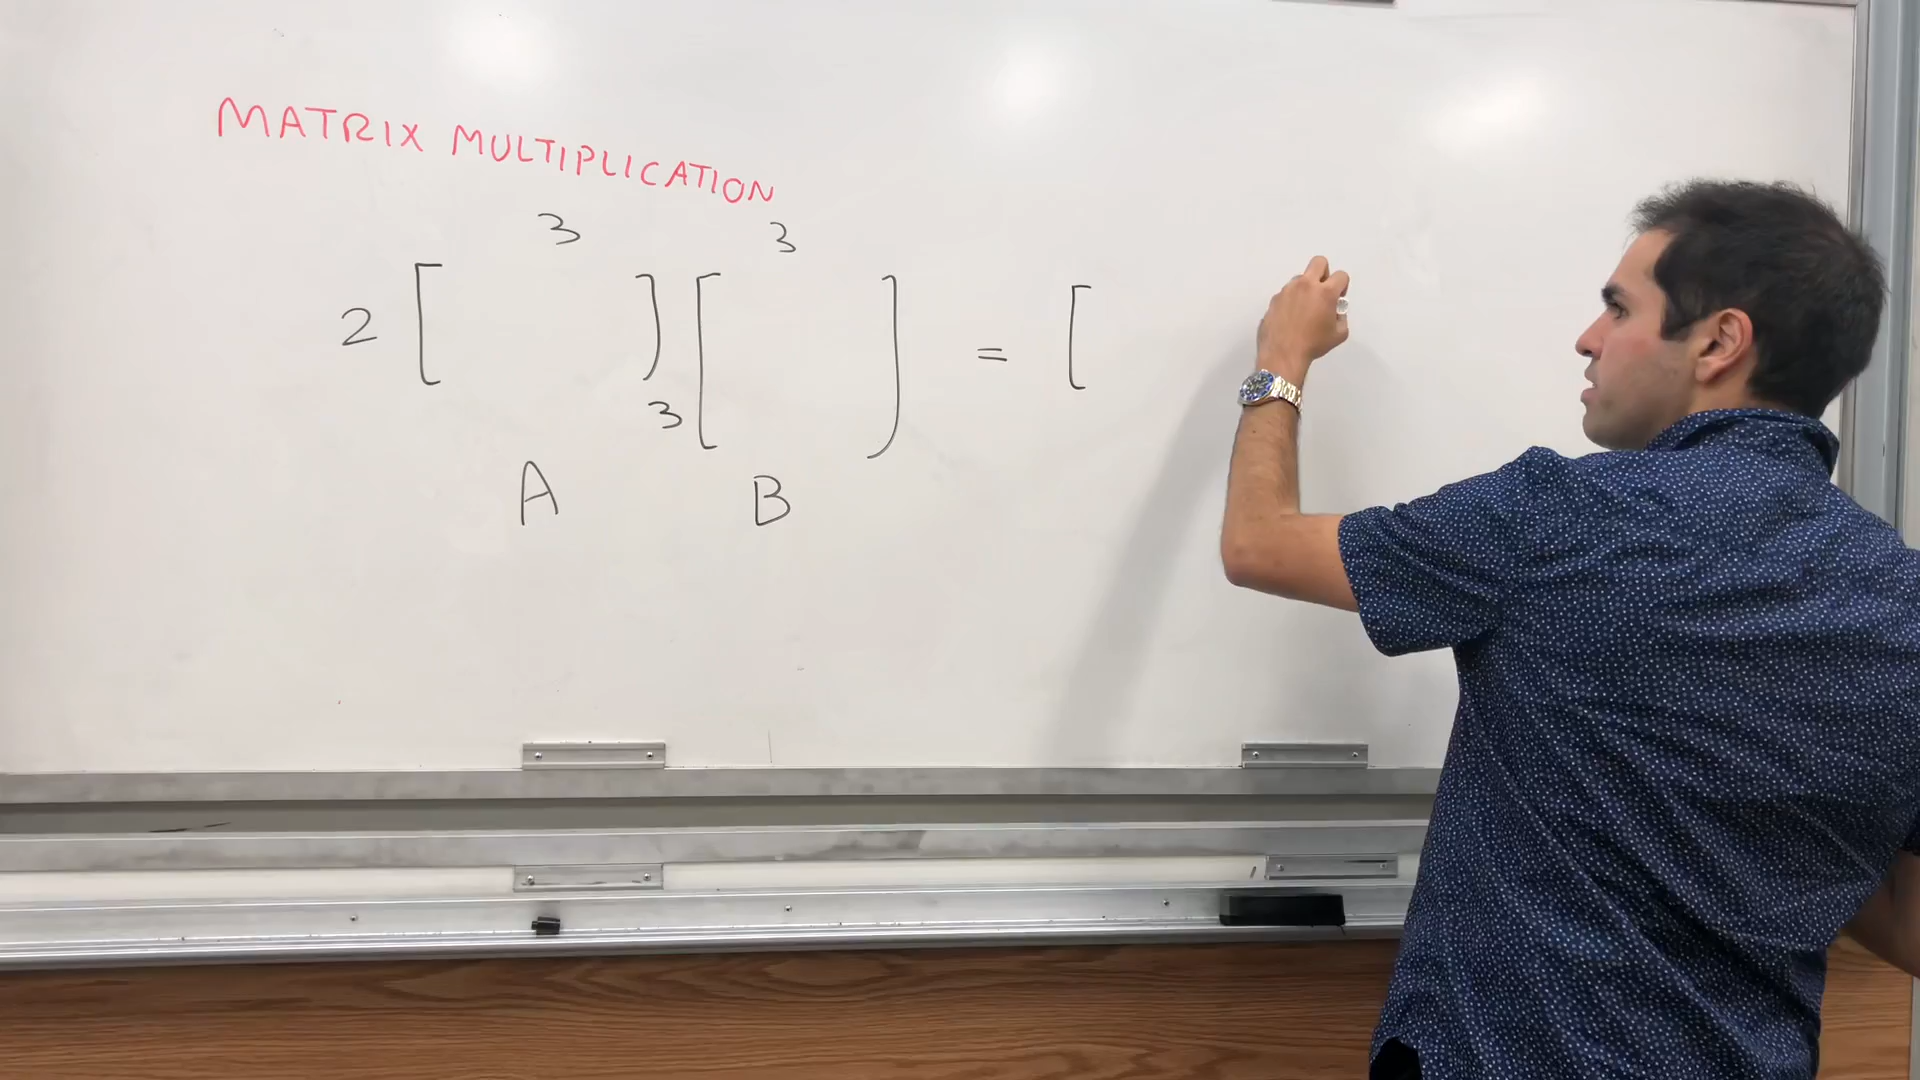 MATRIX MULTIPLICATION
3 3
2 [ ] [ ] = [
3
A B